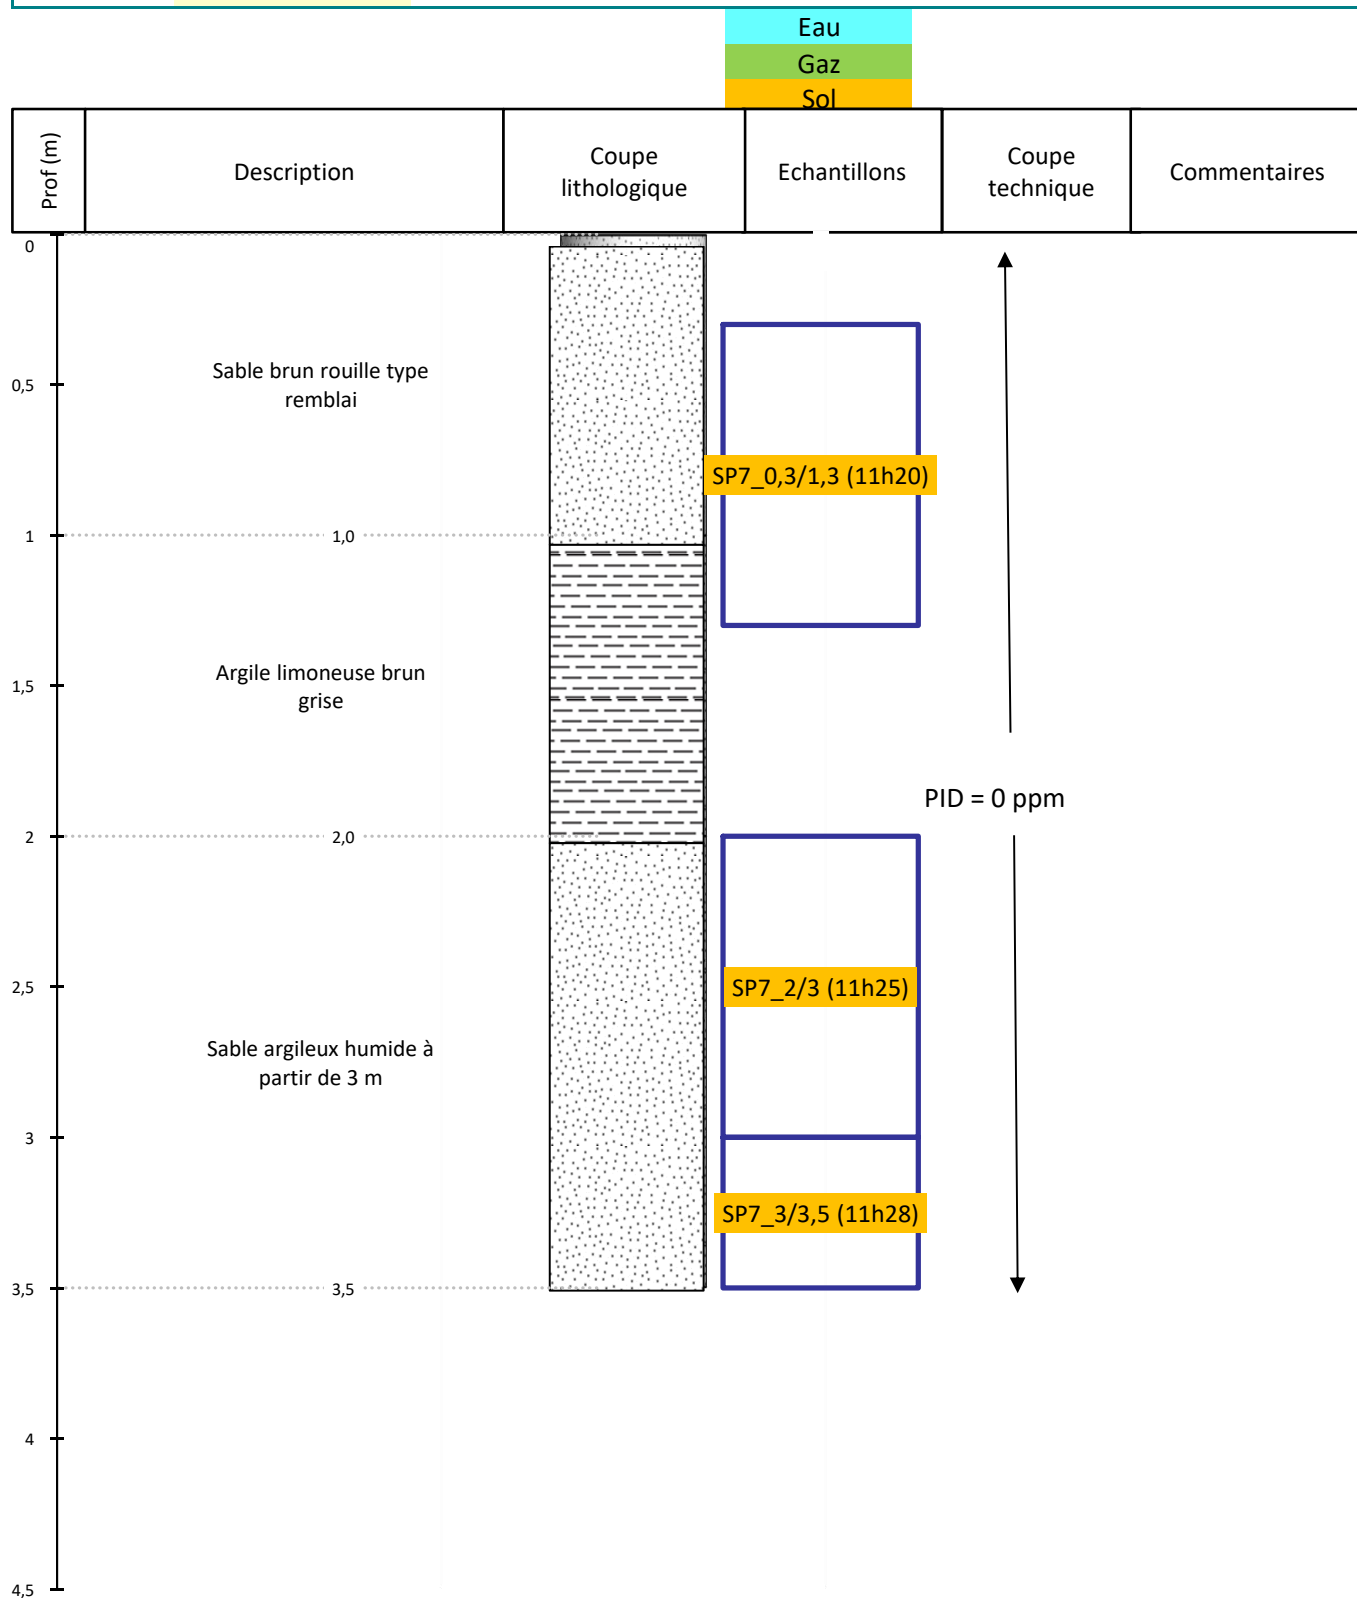 Eau
Gaz
Sol
Prof (m)
Description
Coupe
lithologique
Echantillons
Coupe
technique
Commentaires
0
Sable brun rouille type
remblai
0,5
SP7_0,3/1,3 (11h20)
1
1,0
Argile limoneuse brun
grise
1,5
PID = 0 ppm
2
2,0
2,5
SP7_2/3 (11h25)
Sable argileux humide à
partir de 3 m
3
SP7_3/3,5 (11h28)
3,5
3,5
4
4,5